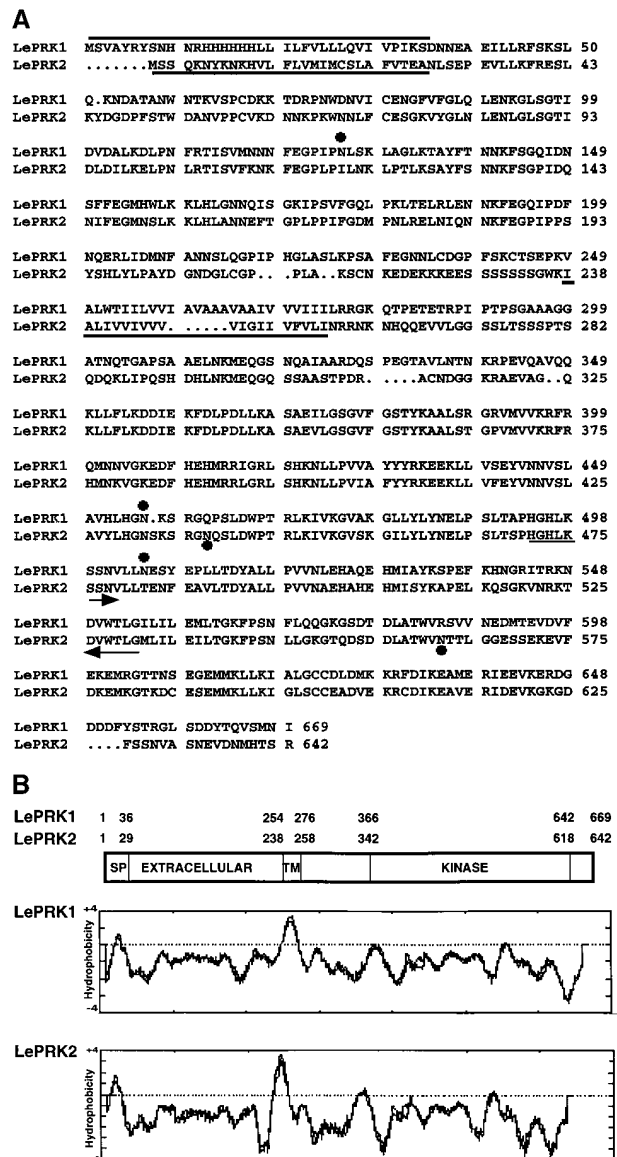 A
LePRK1 MSVAYRYSNH NRHHHHHHLL ILFVLLLQVI VPIKSDNNEA EILLRFSKSL 50
LePRK2 .......MSS QKNYKNKHVL FLVMIMCSLA FVTEANLSEP EVLLKFRESL 43
LePRK1 Q.KNDATANW NTKVSPCDKK TDRPNWDNVI CENGFVFGLQ LENKGLSGTI 99
LePRK2 KYDGDPFSTW DANVPPCVKD NNKPKWNNLF CESGKVYGLN LENLGLSGTI 93
LePRK1 DVDALKDLPN FRTISVMNNN FEGPIPNLSK LAGLKTAYFT NNKFSGQIDN 149
LePRK2 DLDILKELPN LRTISVFKNK FEGPLPILNK LPTLKSAYFS NNKFSGPIDQ 143
LePRK1 SFFEGMHWLK KLHLGNNQIS GKIPSVFGQL PKLTELRLEN NKFEGQIPDF 199
LePRK2 NIFEGMNSLK KLHLANNEFT GPLPPIFGDM PNLRELNIQN NKFEGPIPPS 193
LePRK1 NQERLIDMNF ANNSLQGPIP HGLASLKPSA FEGNNLCDGP FSKCTSEPKV 249
LePRK2 YSHLYLPAYD GNDGLCGP.. .PLA..KSCN KEDEKKKEES SSSSSSGWKI 238
LePRK1 ALWTIILVVI AVAAAVAAIV VVIIIILRRGK QTPETETRPI PTPSGAAAGG 299
LePRK2 ALIVVIVVV. .....VIGIIV FVLINRRNK NHQQEVVLGG SSLTSSSPTS 282
LePRK1 ATNQTGAPSA AELNKMEQGS NQAIAARDQS PEGTAVLNTN KRPEVQAVQQ 349
LePRK2 QDQKLIPQSH DHLNKMEQGQ SSAASTPDR. ....ACNDGG KRAEVAG..Q 325
LePRK1 KLLFLKDDIE KFDLPDLLKA SAEILGSGVF GSTYKAALSR GRVMVVKRFR 399
LePRK2 KLLFLKDDIE KFDLPDLLKA SAEVLGSGVF GSTYKAALST GPVMVVKRFR 375
LePRK1 QMNNVGKEDF HEHMRRIGRL SHKNLLPVVA YYYRKEEKLL VSEYVNNVSL 449
LePRK2 HMNKVGKEDF HEHMRRLGRL SHKNLLPVIA FYYRKEEKLL VFEYVNNVSL 425
LePRK1 AVHLHGN.KS RGQPSLDWPT RLKIVKGVAK GLLYLYNELP SLTSPHGHLK 498
LePRK2 AVYLHGNSKS RGNQSLDWPT RLKIVKGVSK GILYLYNELP SLTAPHGHLK 475
LePRK1 SSNVLLNESY EPLLTDYALL PVVNLEHAQE HMIAYKSPEF KHNGRITRKN 548
LePRK2 SSNVLLTENF EAVLTDYALL PVVNAEHAHE HMISYKAPELK QSGKVNRKT 525
LePRK1 DVWTLGILIL EMLTGKFPSN FLQQGKGSDT DLATWVRSVV NEDMTEVDVF 598
LePRK2 DVWTLGMLIL EILTGKFPSN LLGKGTQDSD DLATWVNTTL GGESSEKEVF 575
LePRK1 EKEMRGTTNS EGEMMKLLKI ALGCCDLDMK KRFDIKEAME RIEEVKERDG 648
LePRK2 DKEMKGTKDC ESEMMKLLKI GLSCCEADVE KRCDIKEAVE RIDEVKGKGD 625
LePRK1 DDDFYSTRGL SDDYTQVSMN I 669
LePRK2 ....FSSNVA SNEVDNMHTS R 642
B
LePRK1 1 36 254 276 366 642 669
LePRK2 1 29 238 258 342 618 642
SP EXTRACELLULAR TM KINASE
LePRK1
+4
Hydrophobicity
-4
LePRK2
+4
Hydrophobicity